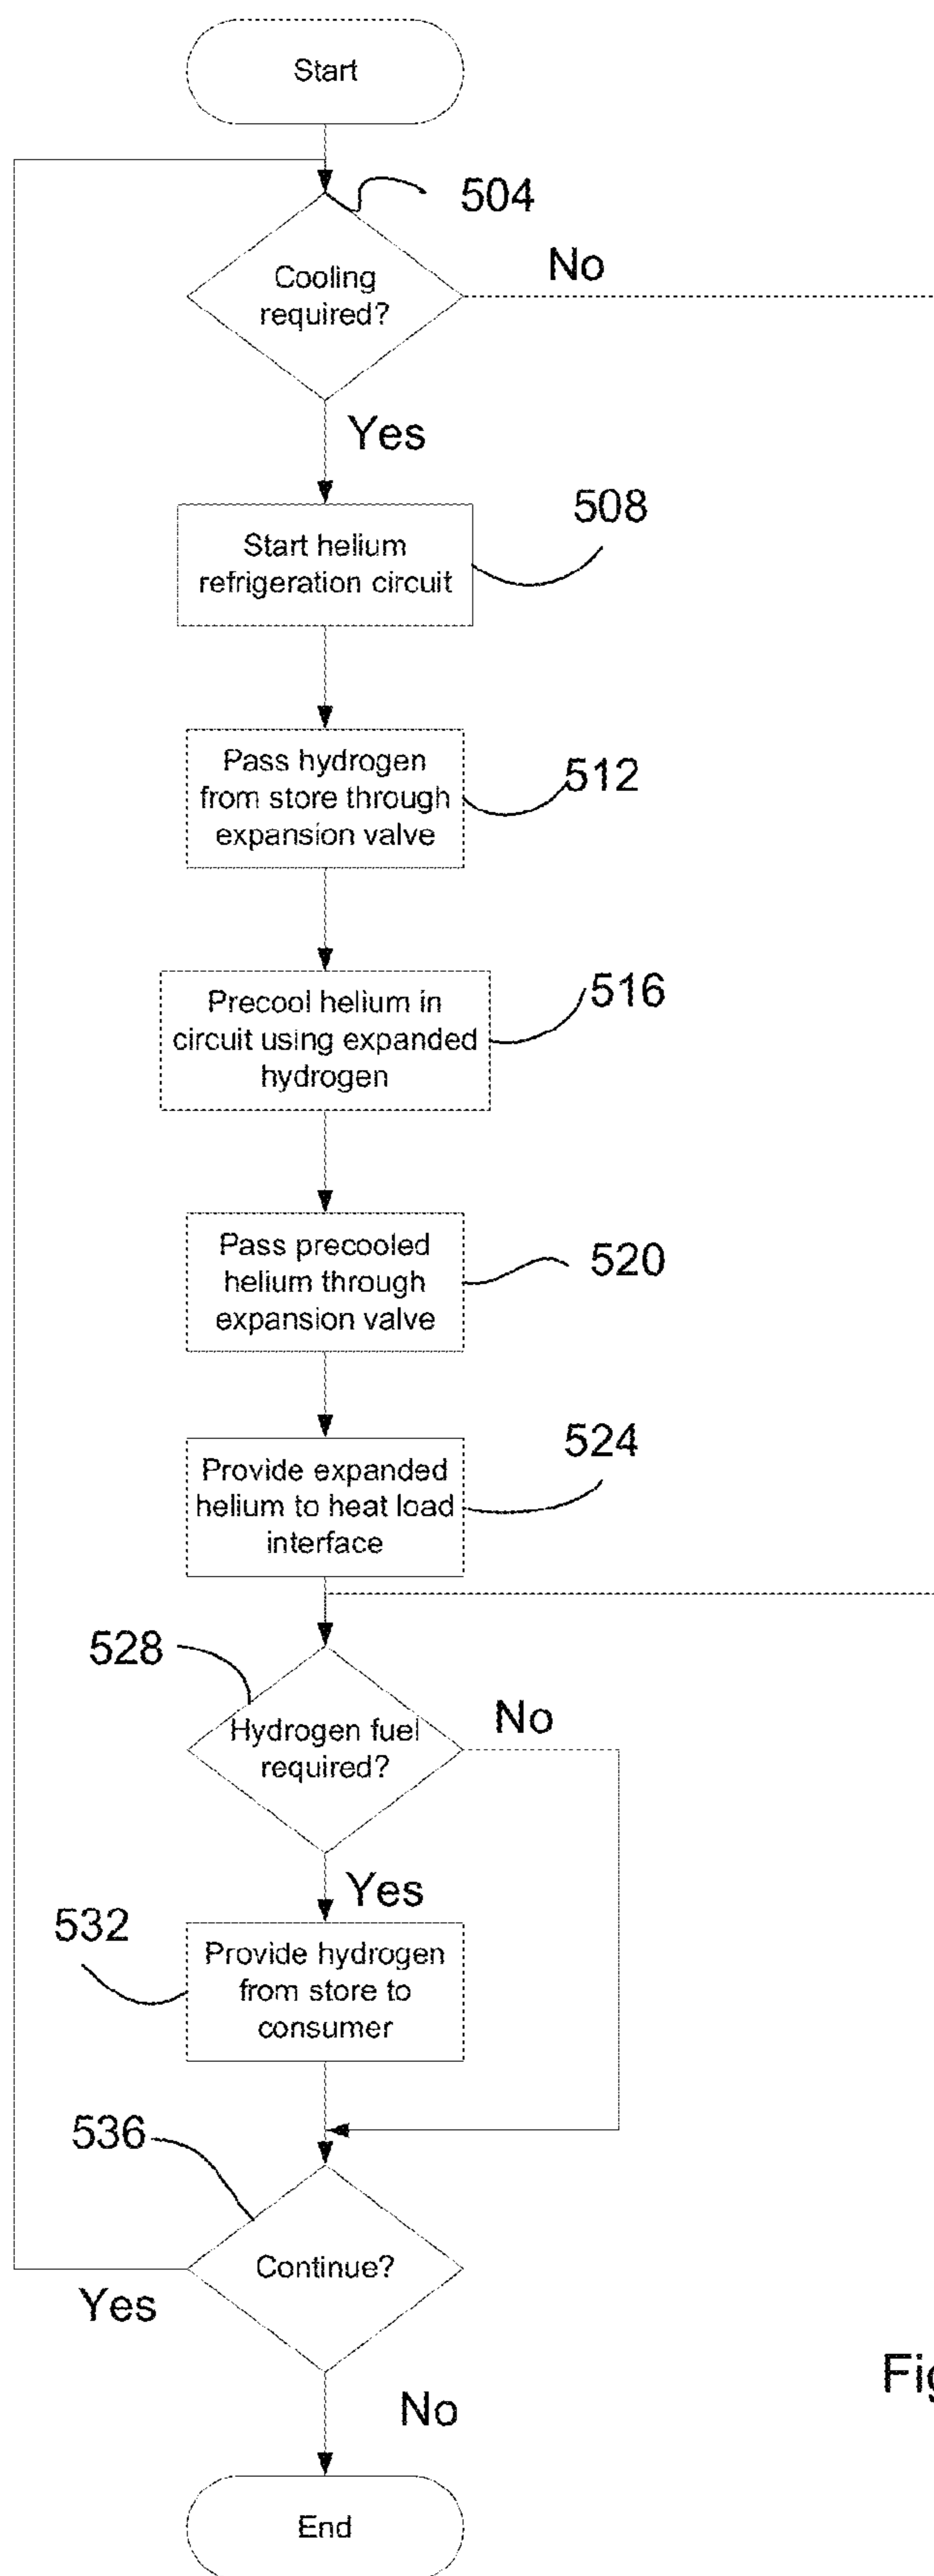 Start
504
Cooling
required?
No
Yes
508
Start helium
refrigeration circuit
Pass hydrogen
from store through
expansion valve
512
Precool helium in
circuit using expanded
hydrogen
516
Pass precooled
helium through
expansion valve
520
524
Provide expanded
helium to heat load
interface
528
Hydrogen fuel
required?
No
Yes
532
Provide hydrogen
from store to
consumer
536
Continue?
Yes
Fig
No
End